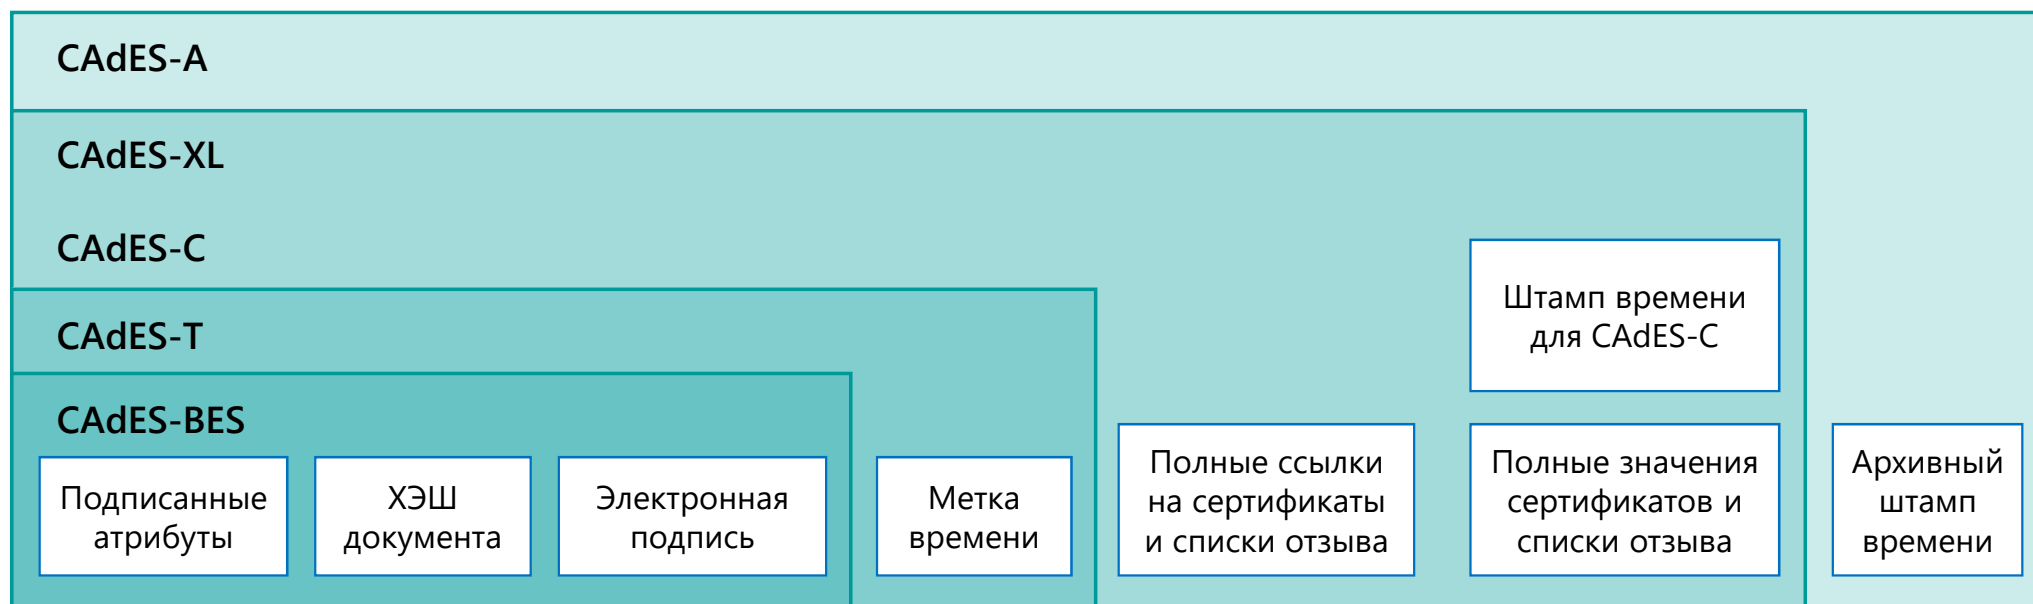 CAdES-A
CAdES-XL
CAdES-C
CAdES-T
CAdES-BES
Подписанные
атрибуты
ХЭШ
документа
Электронная
подпись
Метка
времени
Полные ссылки
на сертификаты
и списки отзыва
Штамп времени
для CAdES-C
Полные значения
сертификатов и
списки отзыва
Архивный
штамп
времени